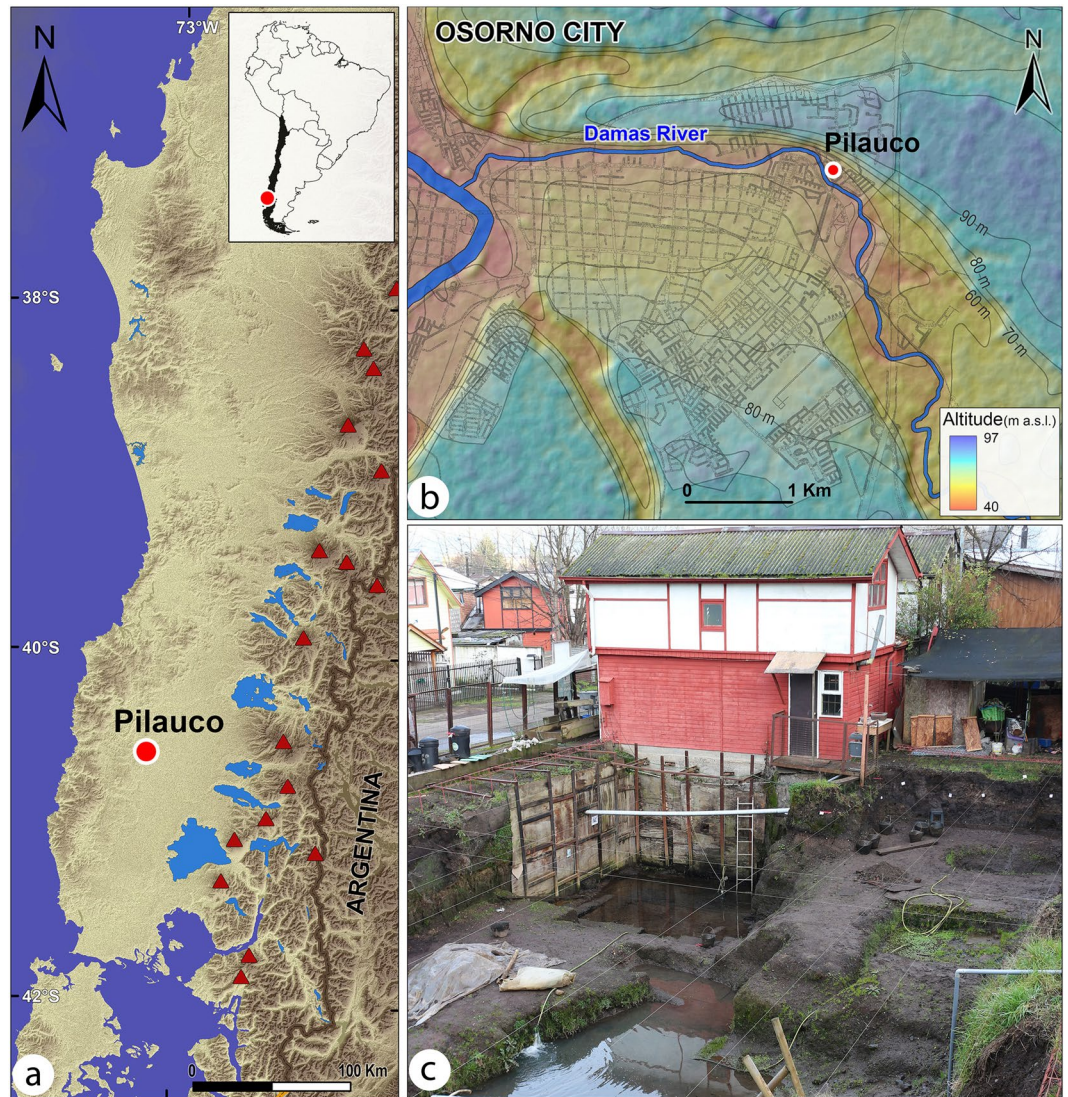 73°W
N
38°S
40°S
Pilauco
ARGENTINA
42°S
0 100 Km
a
OSORNO CITY
N
Damas River
Pilauco
90 m
80 m
60 m
70 m
80 m
0 1 Km
Altitude(m a.s.l.)
97
40
b
c